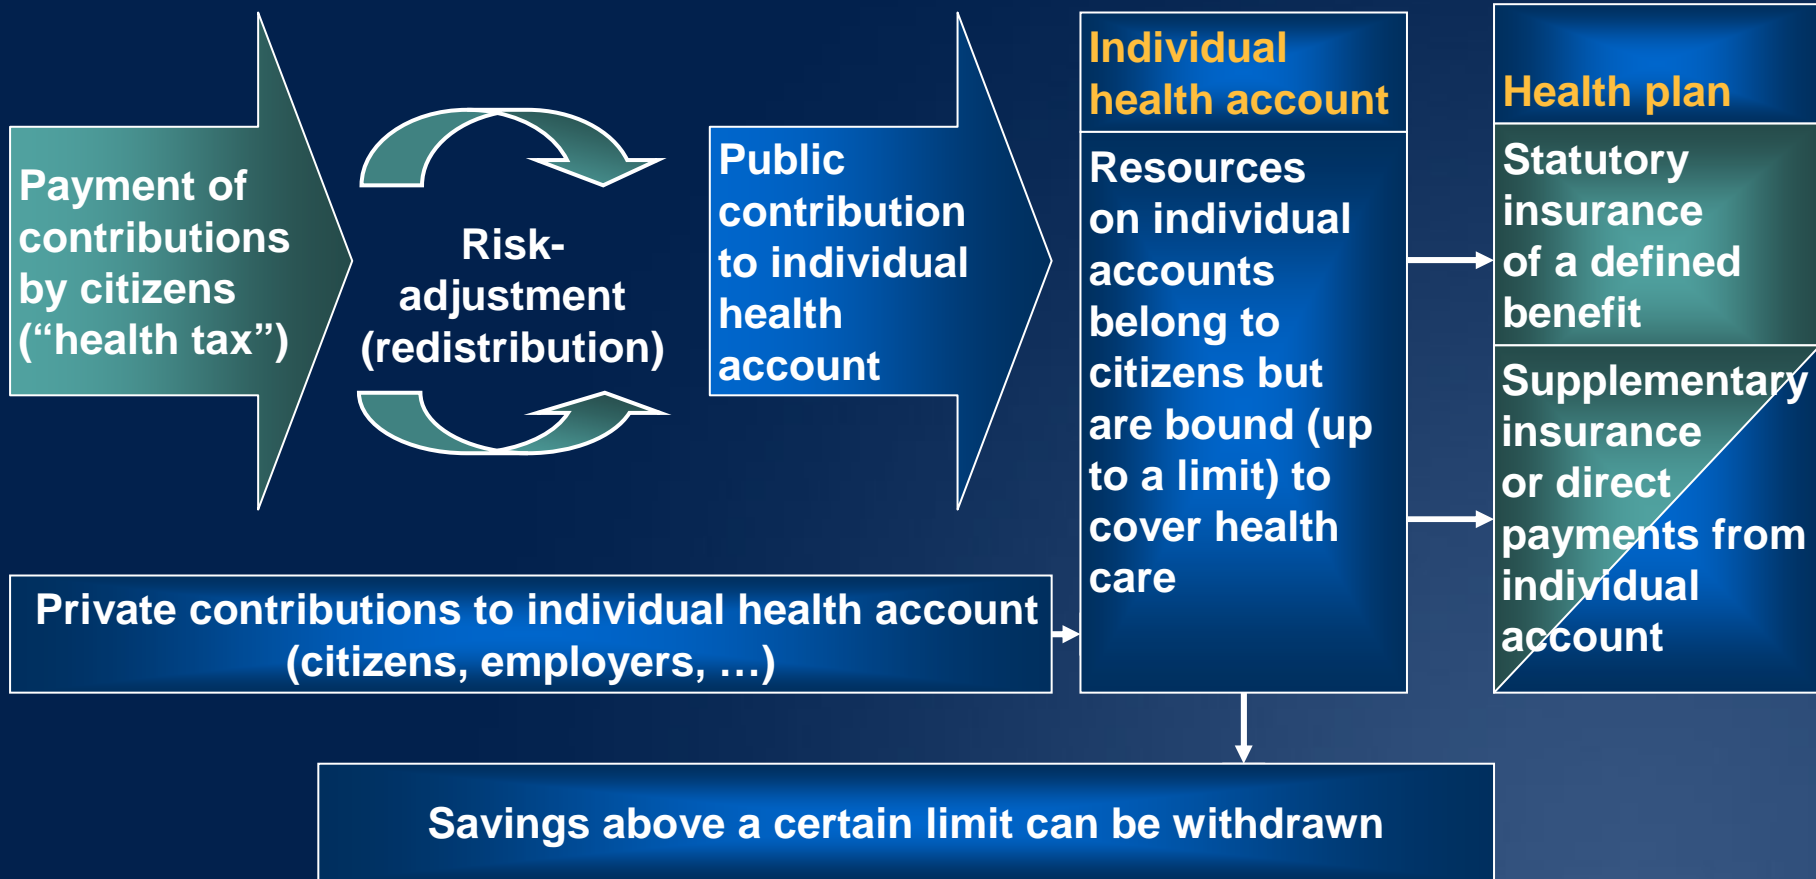 Payment of
contributions
by citizens
(“health tax”)
Risk-
adjustment
(redistribution)
Public
contribution
to individual
health
account
Individual
health account
Resources
on individual
accounts
belong to
citizens but
are bound (up
to a limit) to
cover health
care
Health plan
Statutory
insurance
of a defined
benefit
Supplementary
insurance
or direct
payments from
individual
account
Private contributions to individual health account
(citizens, employers, …)
Savings above a certain limit can be withdrawn